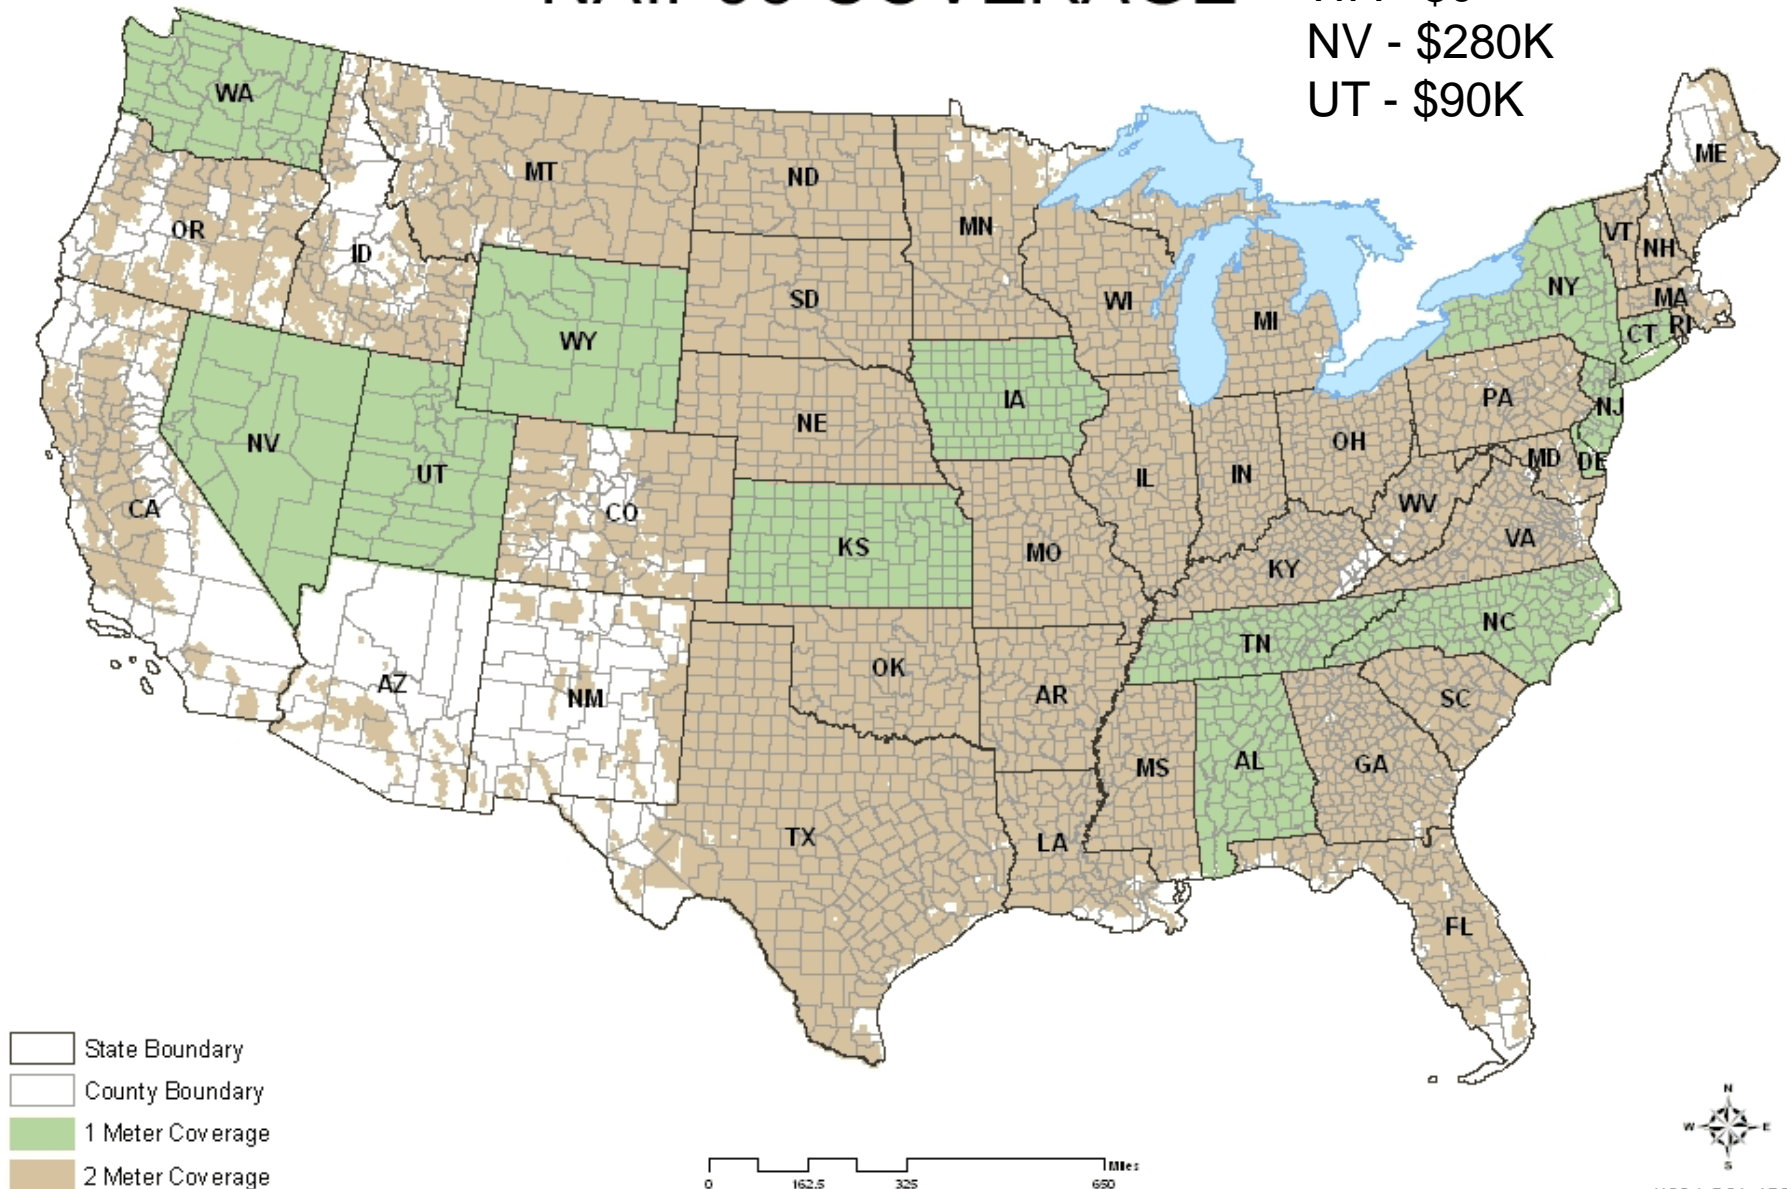 COVERAGE
NV - $280K
UT - $90K
WA
MT
ND
MN
ME
OR
ID
SD
WI
MI
VT
NH
NY
MA
CT
RI
WY
IA
NE
PA
NJ
NV
UT
CO
IL
IN
OH
MD
DE
WV
CA
KS
MO
KY
VA
AZ
NM
OK
AR
TN
NC
SC
MS
AL
GA
TX
LA
FL
State Boundary
County Boundary
1 Meter Coverage
2 Meter Coverage
0 162.5 325 650 Miles
N
W E
S